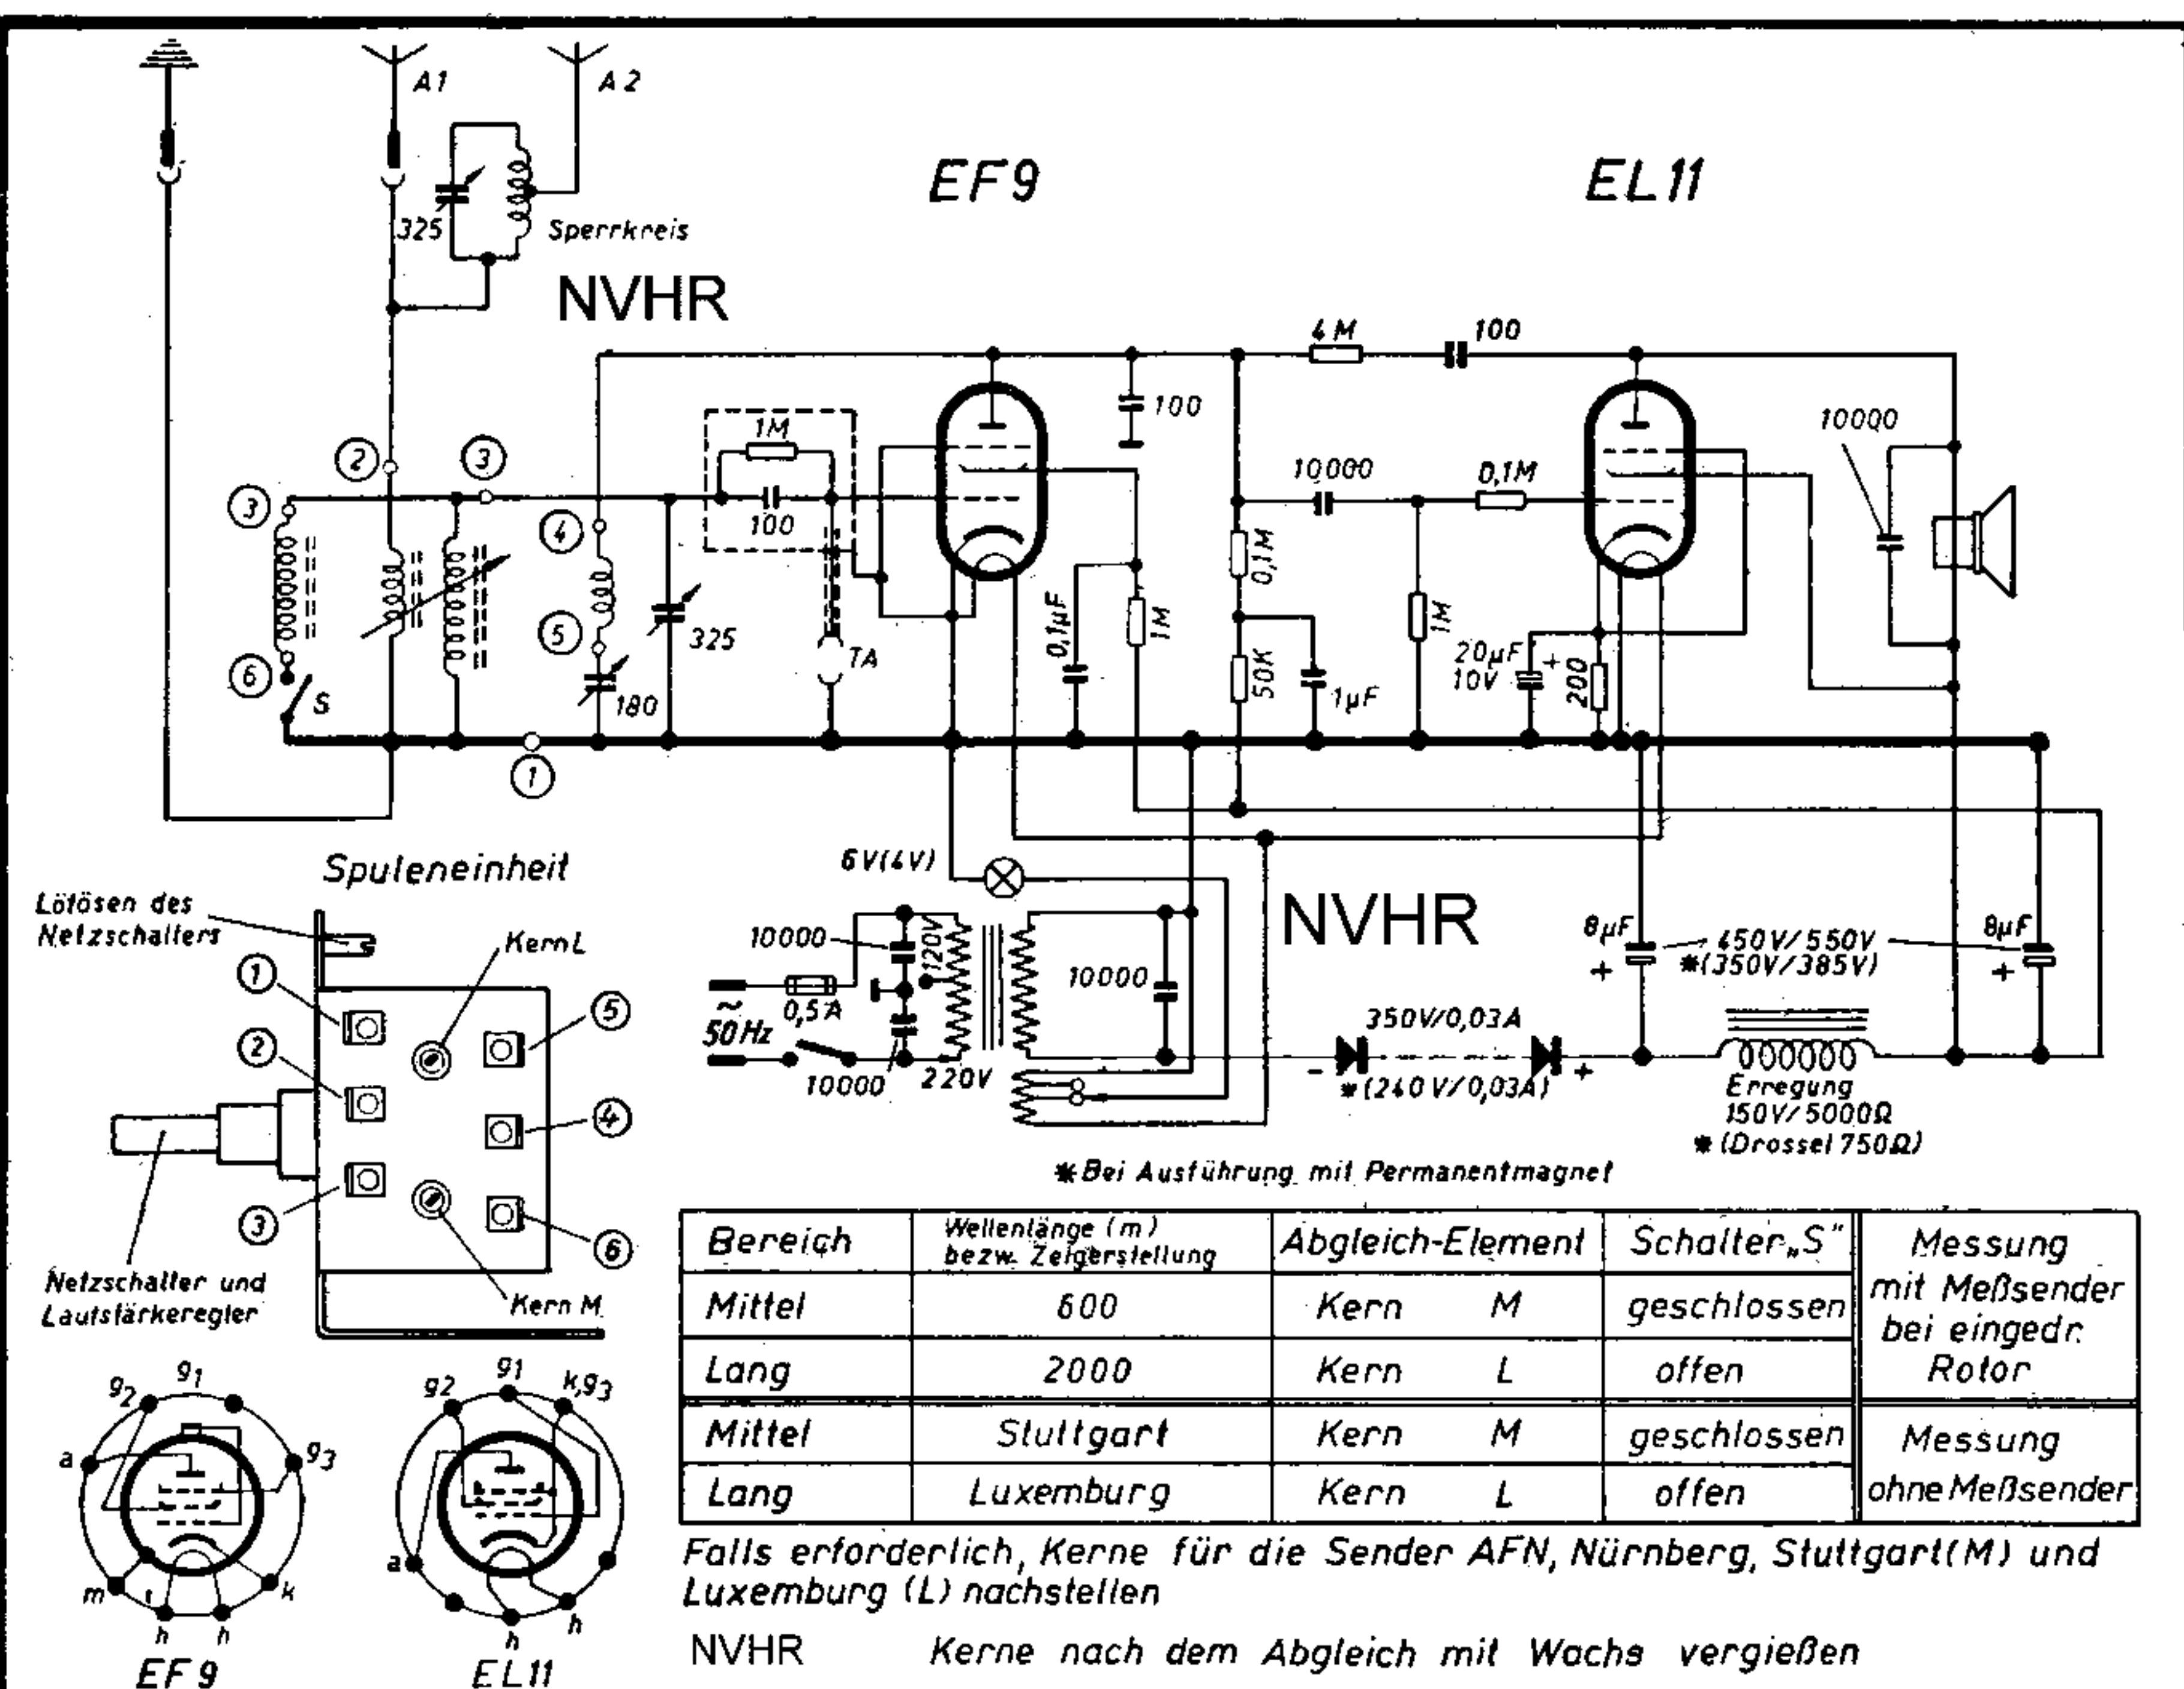 A1
A2
EF9
EL11
325
Sperrkreis
NVHR
4M
100
100
10000
1M
2
3
3
10000
0,1M
100
4
0,1M
5
325
0,1µF
1M
1M
TA
20µF
10V
+
200
6
S
180
50K
1µF
1
6V(4V)
Spuleneinheit
Lötösen des
Netzschalters
Kern L
NVHR
10000
120V
10000
8µF
+
450V/550V
*(350V/385V)
8µF
+
1
5
~
50Hz
0,5A
350V/0,03A
2
10000
220V
-
*(240V/0,03A)
+
Erregung
150V/5000Ω
*(Drossel 750Ω)
4
*Bei Ausführung mit Permanentmagnet
3
6
Netzschalter und
Lautstärkeregler
Kern M
Bereich
Wellenlänge (m)
bezw. Zeigerstellung
Abgleich-Element
Schalter„S"
Messung
mit Meßsender
bei eingedr.
Rotor
Mittel 600 Kern M geschlossen
Lang 2000 Kern L offen
Mittel Stuttgart Kern M geschlossen
Messung
ohne Meßsender
Lang Luxemburg Kern L offen
g2
g1
g3
a
m
h
h
k
EF9
g2
g1
k,g3
a
h
h
EL11
Falls erforderlich, Kerne für die Sender AFN, Nürnberg, Stuttgart(M) und
Luxemburg (L) nachstellen
NVHR
Kerne nach dem Abgleich mit Wachs vergießen